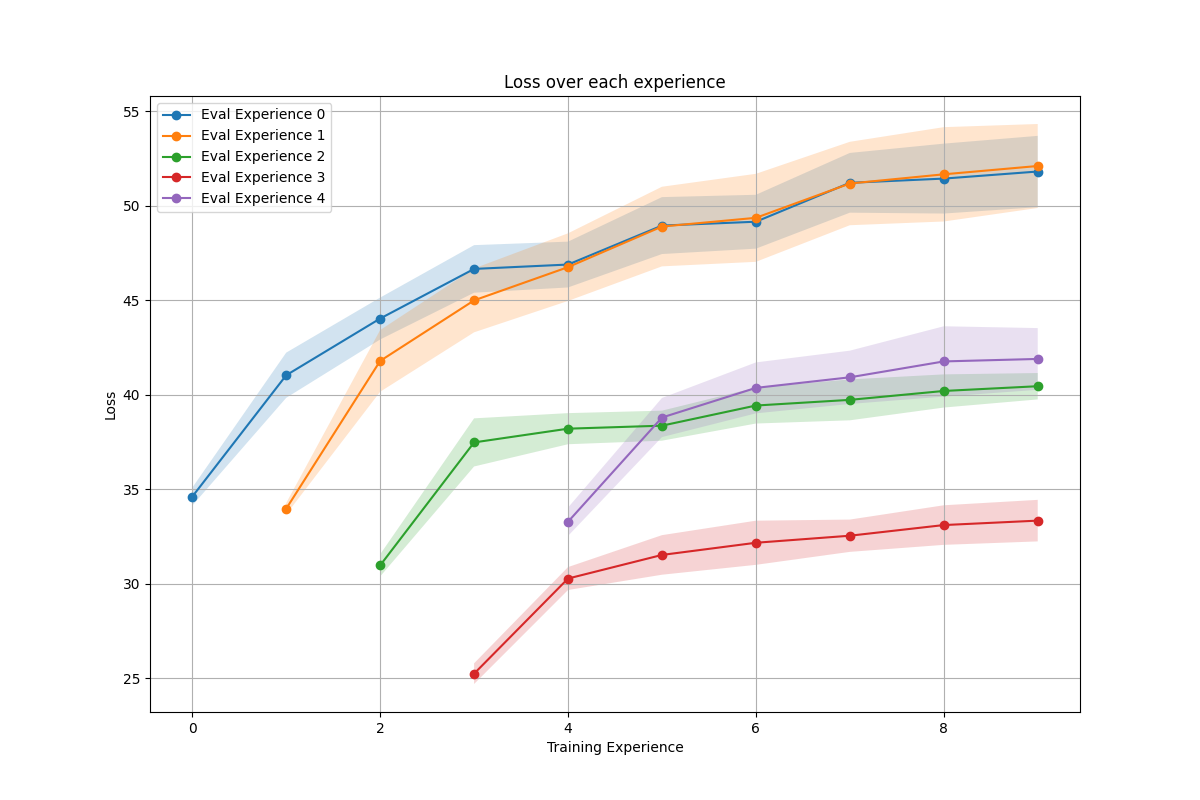 Loss over each experience
Eval Experience 0
Eval Experience 1
Eval Experience 2
Eval Experience 3
Eval Experience 4
55
50
45
40
35
30
25
Loss
0 2 4 6 8
Training Experience